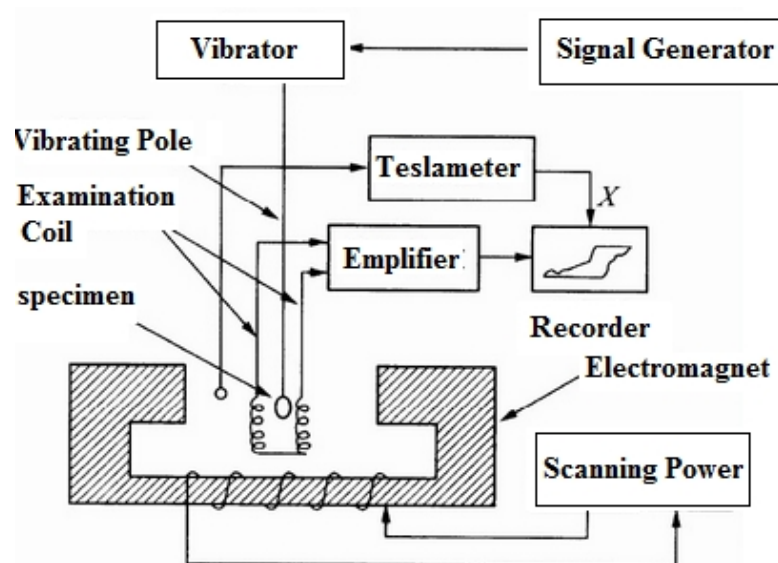 Vibrator
Signal Generator
Vibrating Pole
Teslameter
Examination
Coil
X
Emplifier
specimen
Recorder
Electromagnet
Scanning Power